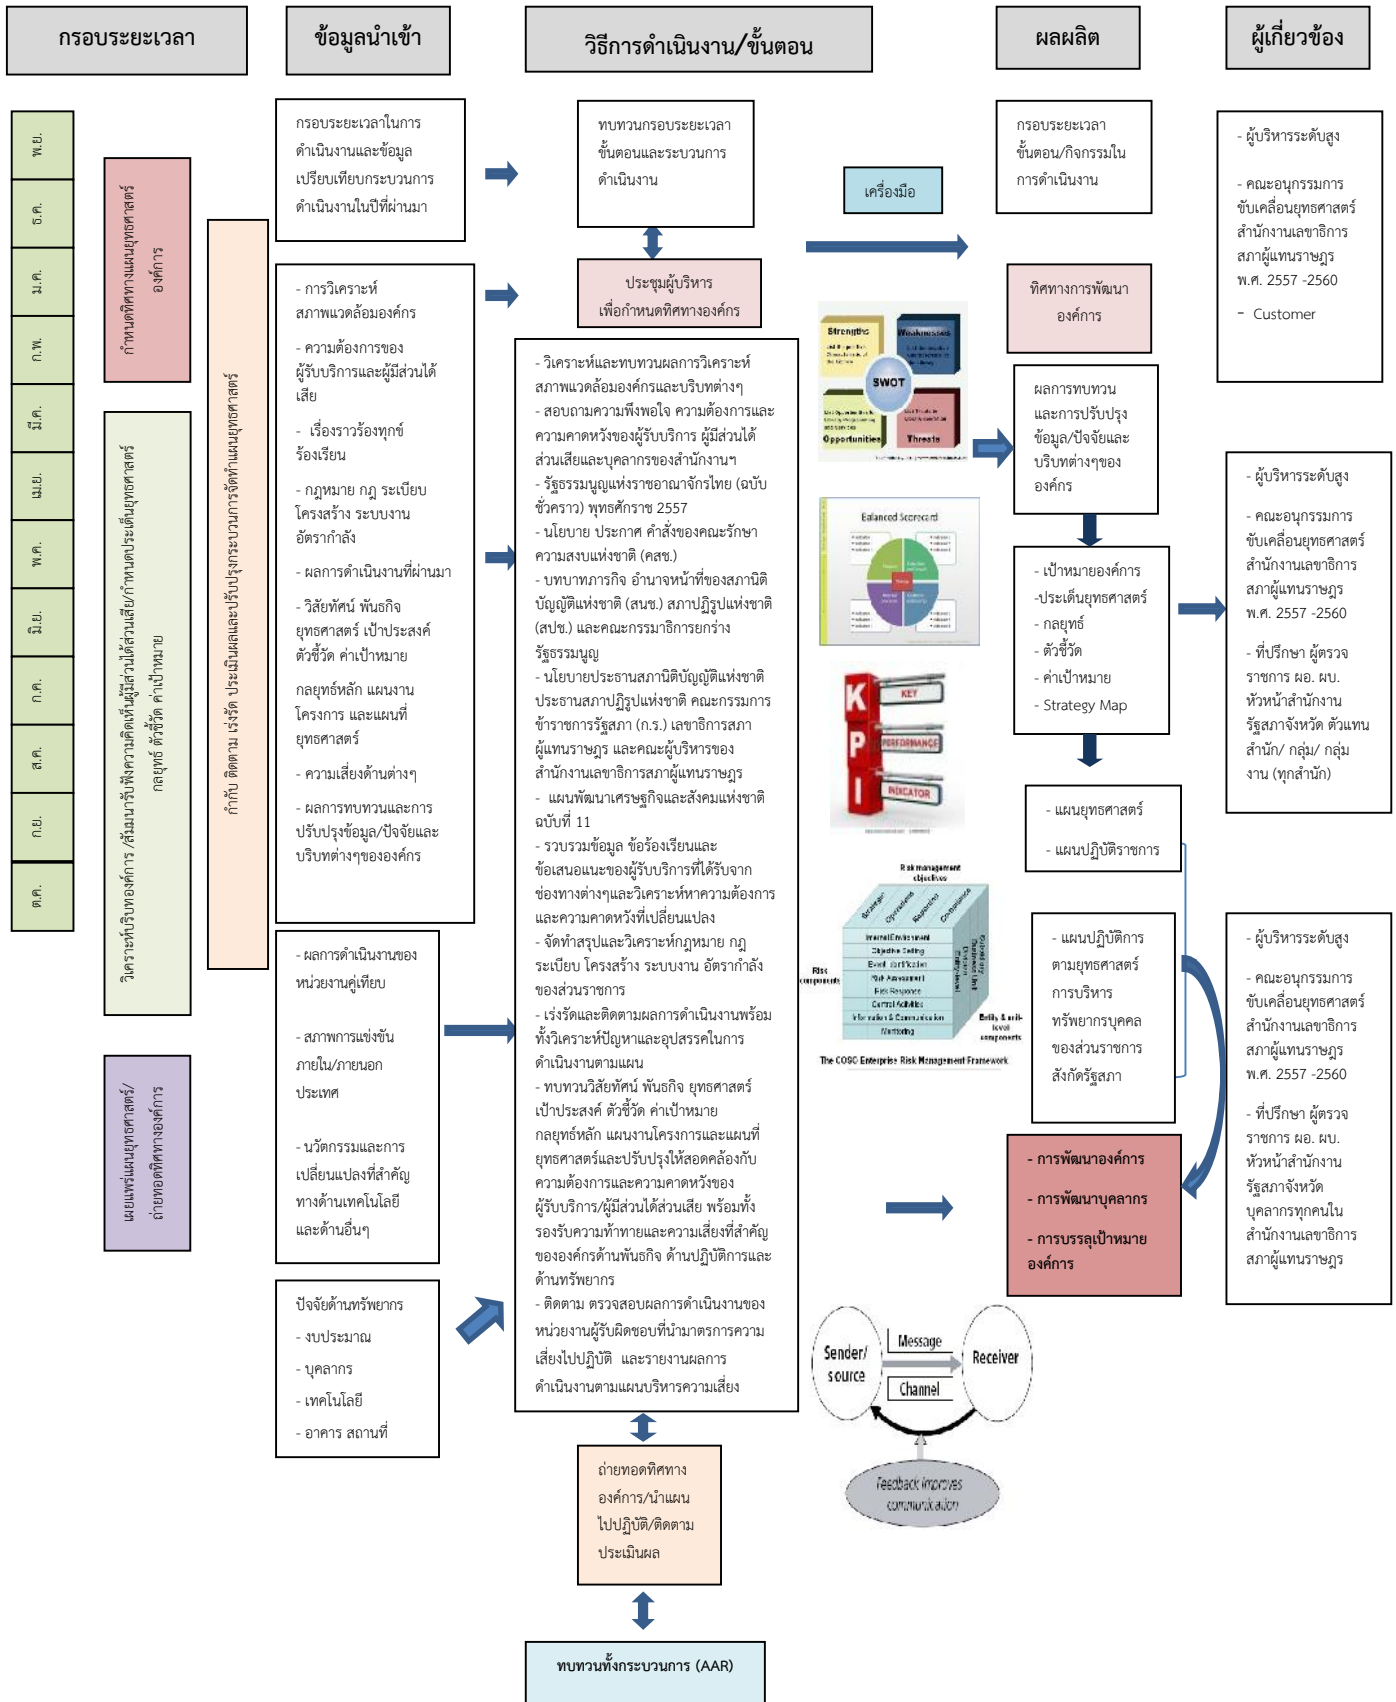 กรอบระยะเวลา
ข้อมูลนำเข้า
วิธีการดำเนินงาน/ขั้นตอน
ผลผลิต
ผู้เกี่ยวข้อง
พ.ย.
ธ.ค.
ม.ค.
ก.พ.
มี.ค.
เม.ย.
พ.ค.
มิ.ย.
ก.ค.
ส.ค.
ก.ย.
ต.ค.
กำหนดทิศทางแผนยุทธศาสตร์
องค์การ
วิเคราะห์บริบทองค์การ /สัมมนารับฟังความคิดเห็นผู้มีส่วนได้ส่วนเสีย/กำหนดประเด็นยุทธศาสตร์
กลยุทธ์ ตัวชี้วัด ค่าเป้าหมาย
เผยแพร่แผนยุทธศาสตร์/
ถ่ายทอดทิศทางองค์การ
กำกับ ติดตาม เร่งรัด ประเมินผลและปรับปรุงกระบวนการจัดทำแผนยุทธศาสตร์
กรอบระยะเวลาในการ
ดำเนินงานและข้อมูล
เปรียบเทียบกระบวนการ
ดำเนินงานในปีที่ผ่านมา
- การวิเคราะห์
สภาพแวดล้อมองค์กร
- ความต้องการของ
ผู้รับบริการและผู้มีส่วนได้
เสีย
- เรื่องราวร้องทุกข์
ร้องเรียน
- กฎหมาย กฎ ระเบียบ
โครงสร้าง ระบบงาน
อัตรากำลัง
- ผลการดำเนินงานที่ผ่านมา
- วิสัยทัศน์ พันธกิจ
ยุทธศาสตร์ เป้าประสงค์
ตัวชี้วัด ค่าเป้าหมาย
กลยุทธ์หลัก แผนงาน
โครงการ และแผนที่
ยุทธศาสตร์
- ความเสี่ยงด้านต่างๆ
- ผลการทบทวนและการ
ปรับปรุงข้อมูล/ปัจจัยและ
บริบทต่างๆขององค์กร
- ผลการดำเนินงานของ
หน่วยงานคู่เทียบ
- สภาพการแข่งขัน
ภายใน/ภายนอก
ประเทศ
- นวัตกรรมและการ
เปลี่ยนแปลงที่สำคัญ
ทางด้านเทคโนโลยี
และด้านอื่นๆ
ปัจจัยด้านทรัพยากร
- งบประมาณ
- บุคลากร
- เทคโนโลยี
- อาคาร สถานที่
ทบทวนกรอบระยะเวลา
ขั้นตอนและระบวนการ
ดำเนินงาน
ประชุมผู้บริหาร
เพื่อกำหนดทิศทางองค์กร
- วิเคราะห์และทบทวนผลการวิเคราะห์
สภาพแวดล้อมองค์กรและบริบทต่างๆ
- สอบถามความพึงพอใจ ความต้องการและ
ความคาดหวังของผู้รับบริการ ผู้มีส่วนได้
ส่วนเสียและบุคลากรของสำนักงานฯ
- รัฐธรรมนูญแห่งราชอาณาจักรไทย (ฉบับ
ชั่วคราว) พุทธศักราช 2557
- นโยบาย ประกาศ คำสั่งของคณะรักษา
ความสงบแห่งชาติ (คสช.)
- บทบาทภารกิจ อำนาจหน้าที่ของสภานิติ
บัญญัติแห่งชาติ (สนช.) สภาปฏิรูปแห่งชาติ
(สปช.) และคณะกรรมาธิการยกร่าง
รัฐธรรมนูญ
- นโยบายประธานสภานิติบัญญัติแห่งชาติ
ประธานสภาปฏิรูปแห่งชาติ คณะกรรมการ
ข้าราชการรัฐสภา (ก.ร.) เลขาธิการสภา
ผู้แทนราษฎร และคณะผู้บริหารของ
สำนักงานเลขาธิการสภาผู้แทนราษฎร
- แผนพัฒนาเศรษฐกิจและสังคมแห่งชาติ
ฉบับที่ 11
- รวบรวมข้อมูล ข้อร้องเรียนและ
ข้อเสนอแนะของผู้รับบริการที่ได้รับจาก
ช่องทางต่างๆและวิเคราะห์หาความต้องการ
และความคาดหวังที่เปลี่ยนแปลง
- จัดทำสรุปและวิเคราะห์กฎหมาย กฎ
ระเบียบ โครงสร้าง ระบบงาน อัตรากำลัง
ของส่วนราชการ
- เร่งรัดและติดตามผลการดำเนินงานพร้อม
ทั้งวิเคราะห์ปัญหาและอุปสรรคในการ
ดำเนินงานตามแผน
- ทบทวนวิสัยทัศน์ พันธกิจ ยุทธศาสตร์
เป้าประสงค์ ตัวชี้วัด ค่าเป้าหมาย
กลยุทธ์หลัก แผนงานโครงการและแผนที่
ยุทธศาสตร์และปรับปรุงให้สอดคล้องกับ
ความต้องการและความคาดหวังของ
ผู้รับบริการ/ผู้มีส่วนได้ส่วนเสีย พร้อมทั้ง
รองรับความท้าทายและความเสี่ยงที่สำคัญ
ขององค์กรด้านพันธกิจ ด้านปฏิบัติการและ
ด้านทรัพยากร
- ติดตาม ตรวจสอบผลการดำเนินงานของ
หน่วยงานผู้รับผิดชอบที่นำมาตรการความ
เสี่ยงไปปฏิบัติ และรายงานผลการ
ดำเนินงานตามแผนบริหารความเสี่ยง
ถ่ายทอดทิศทาง
องค์การ/นำแผน
ไปปฏิบัติ/ติดตาม
ประเมินผล
ทบทวนทั้งกระบวนการ (AAR)
เครื่องมือ
Strengths
Weaknesses
SWOT
Opportunities
Threats
Balanced Scorecard
K
KEY
P
PERFORMANCE
I
INDICATOR
Risk management
objectives
Strategic
Operations
Reporting
Compliance
Internal Environment
Objective Setting
Event Identification
Risk Assessment
Risk Response
Control Activities
Information & Communication
Monitoring
Risk
components
Subsidiary
Business Unit
Division
Entity-level
Entity & unit-
level
components
The COSO Enterprise Risk Management Framework
Sender/
source
Message
Channel
Receiver
Feedback improves
communication
กรอบระยะเวลา
ขั้นตอน/กิจกรรมใน
การดำเนินงาน
ทิศทางการพัฒนา
องค์การ
ผลการทบทวน
และการปรับปรุง
ข้อมูล/ปัจจัยและ
บริบทต่างๆของ
องค์กร
- เป้าหมายองค์การ
-ประเด็นยุทธศาสตร์
- กลยุทธ์
- ตัวชี้วัด
- ค่าเป้าหมาย
- Strategy Map
- แผนยุทธศาสตร์
- แผนปฏิบัติราชการ
- แผนปฏิบัติการ
ตามยุทธศาสตร์
การบริหาร
ทรัพยากรบุคคล
ของส่วนราชการ
สังกัดรัฐสภา
- การพัฒนาองค์การ
- การพัฒนาบุคลากร
- การบรรลุเป้าหมาย
องค์การ
- ผู้บริหารระดับสูง
- คณะอนุกรรมการ
ขับเคลื่อนยุทธศาสตร์
สำนักงานเลขาธิการ
สภาผู้แทนราษฎร
พ.ศ. 2557 -2560
- Customer
- ผู้บริหารระดับสูง
- คณะอนุกรรมการ
ขับเคลื่อนยุทธศาสตร์
สำนักงานเลขาธิการ
สภาผู้แทนราษฎร
พ.ศ. 2557 -2560
- ที่ปรึกษา ผู้ตรวจ
ราชการ ผอ. ผบ.
หัวหน้าสำนักงาน
รัฐสภาจังหวัด ตัวแทน
สำนัก/ กลุ่ม/ กลุ่ม
งาน (ทุกสำนัก)
- ผู้บริหารระดับสูง
- คณะอนุกรรมการ
ขับเคลื่อนยุทธศาสตร์
สำนักงานเลขาธิการ
สภาผู้แทนราษฎร
พ.ศ. 2557 -2560
- ที่ปรึกษา ผู้ตรวจ
ราชการ ผอ. ผบ.
หัวหน้าสำนักงาน
รัฐสภาจังหวัด
บุคลากรทุกคนใน
สำนักงานเลขาธิการ
สภาผู้แทนราษฎร